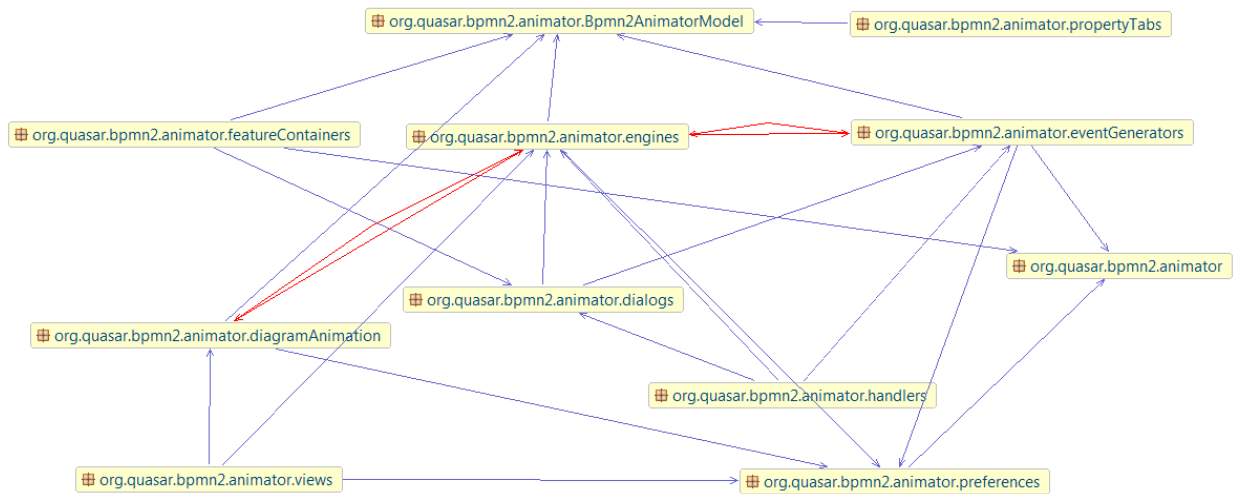 org.quasar.bpmn2.animator.Bpmn2AnimatorModel
org.quasar.bpmn2.animator.propertyTabs
org.quasar.bpmn2.animator.featureContainers
org.quasar.bpmn2.animator.engines
org.quasar.bpmn2.animator.eventGenerators
org.quasar.bpmn2.animator
org.quasar.bpmn2.animator.dialogs
org.quasar.bpmn2.animator.diagramAnimation
org.quasar.bpmn2.animator.handlers
org.quasar.bpmn2.animator.views
org.quasar.bpmn2.animator.preferences